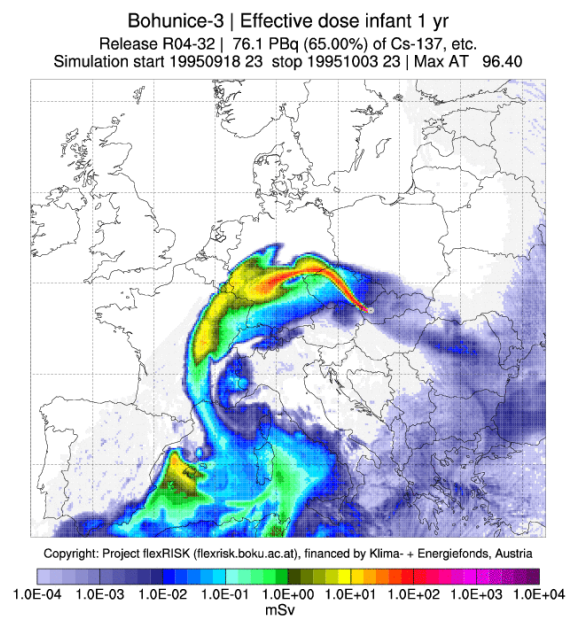 Bohunice-3 | Effective dose infant 1 yr
Release R04-32 | 76.1 PBq (65.00%) of Cs-137, etc.
Simulation start 19950918 23 stop 19951003 23 | Max AT 96.40
Copyright: Project flexRISK (flexrisk.boku.ac.at), financed by Klima- + Energiefonds, Austria
1.0E-04 1.0E-03 1.0E-02 1.0E-01 1.0E+00 1.0E+01 1.0E+02 1.0E+03 1.0E+04
mSv